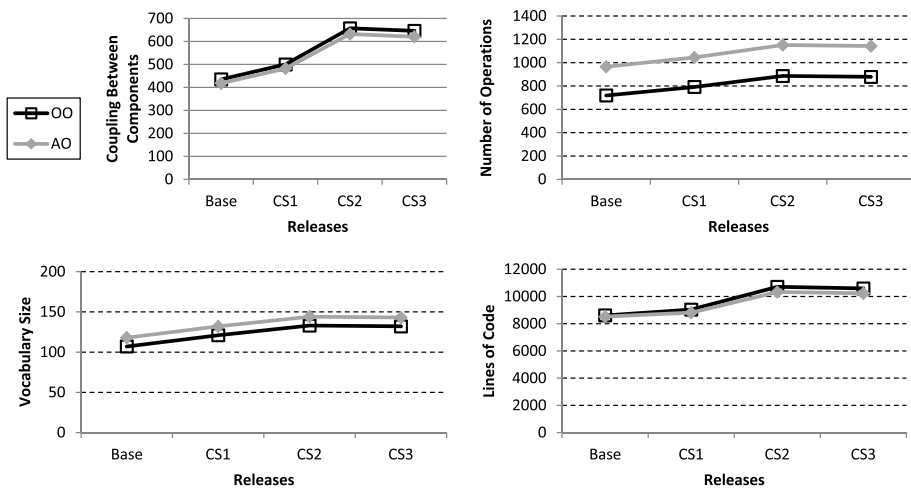 OO
AO
Coupling Between
Components
700
600
500
400
300
200
100
0
Base CS1 CS2 CS3
Releases
Number of Operations
1400
1200
1000
800
600
400
200
0
Base CS1 CS2 CS3
Releases
Vocabulary Size
200
150
100
50
0
Base CS1 CS2 CS3
Releases
Lines of Code
12000
10000
8000
6000
4000
2000
0
Base CS1 CS2 CS3
Releases